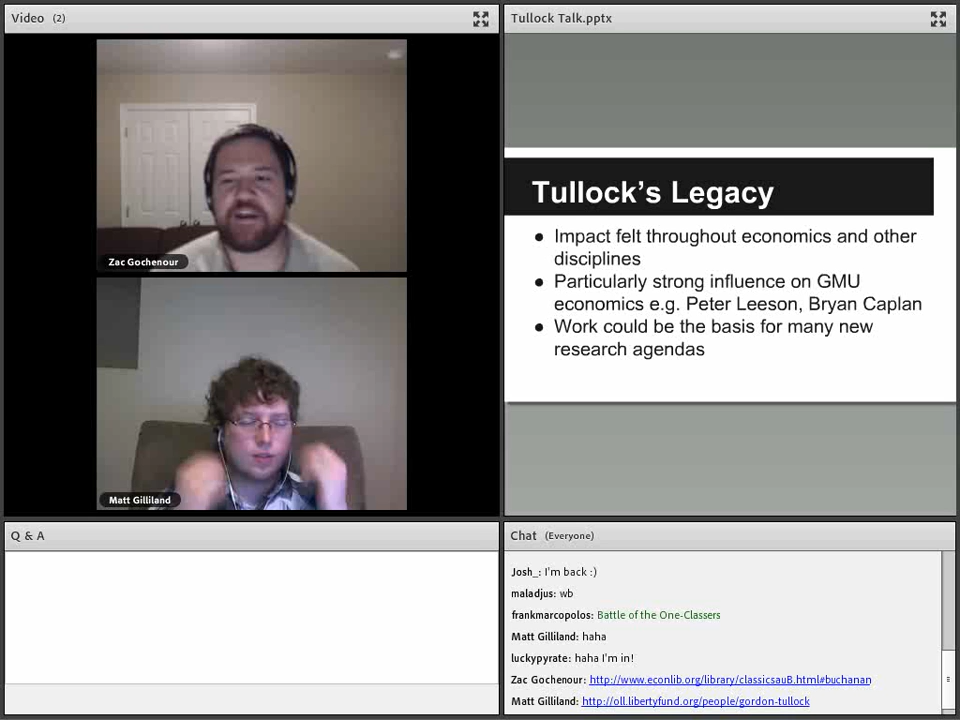 Video (2)
Zac Gochenour
Matt Gilliland
Tullock Talk.pptx
Tullock's Legacy
● Impact felt throughout economics and other
disciplines
● Particularly strong influence on GMU
economics e.g. Peter Leeson, Bryan Caplan
● Work could be the basis for many new
research agendas
Q & A
Chat (Everyone)
Josh_: I'm back :)
maladjus: wb
frankmarcopolos: Battle of the One-Classers
Matt Gilliland: haha
luckypyrate: haha I'm in!
Zac Gochenour: http://www.econlib.org/library/classicsauB.html#buchanan
Matt Gilliland: http://oll.libertyfund.org/people/gordon-tullock